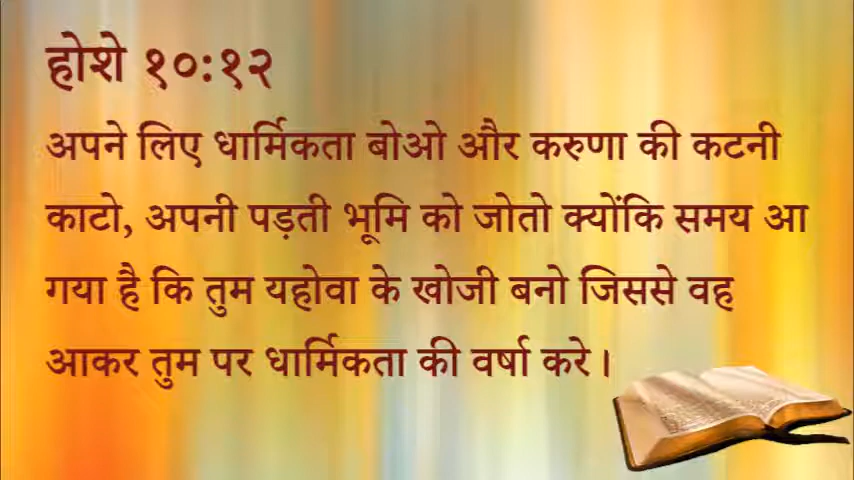 होशे १०:१२
अपने लिए धार्मिकता बोओ और करुणा की कटनी
काटो, अपनी पड़ती भूमि को जोतो क्योंकि समय आ
गया है कि तुम यहोवा के खोजी बनो जिससे वह
आकर तुम पर धार्मिकता की वर्षा करे।